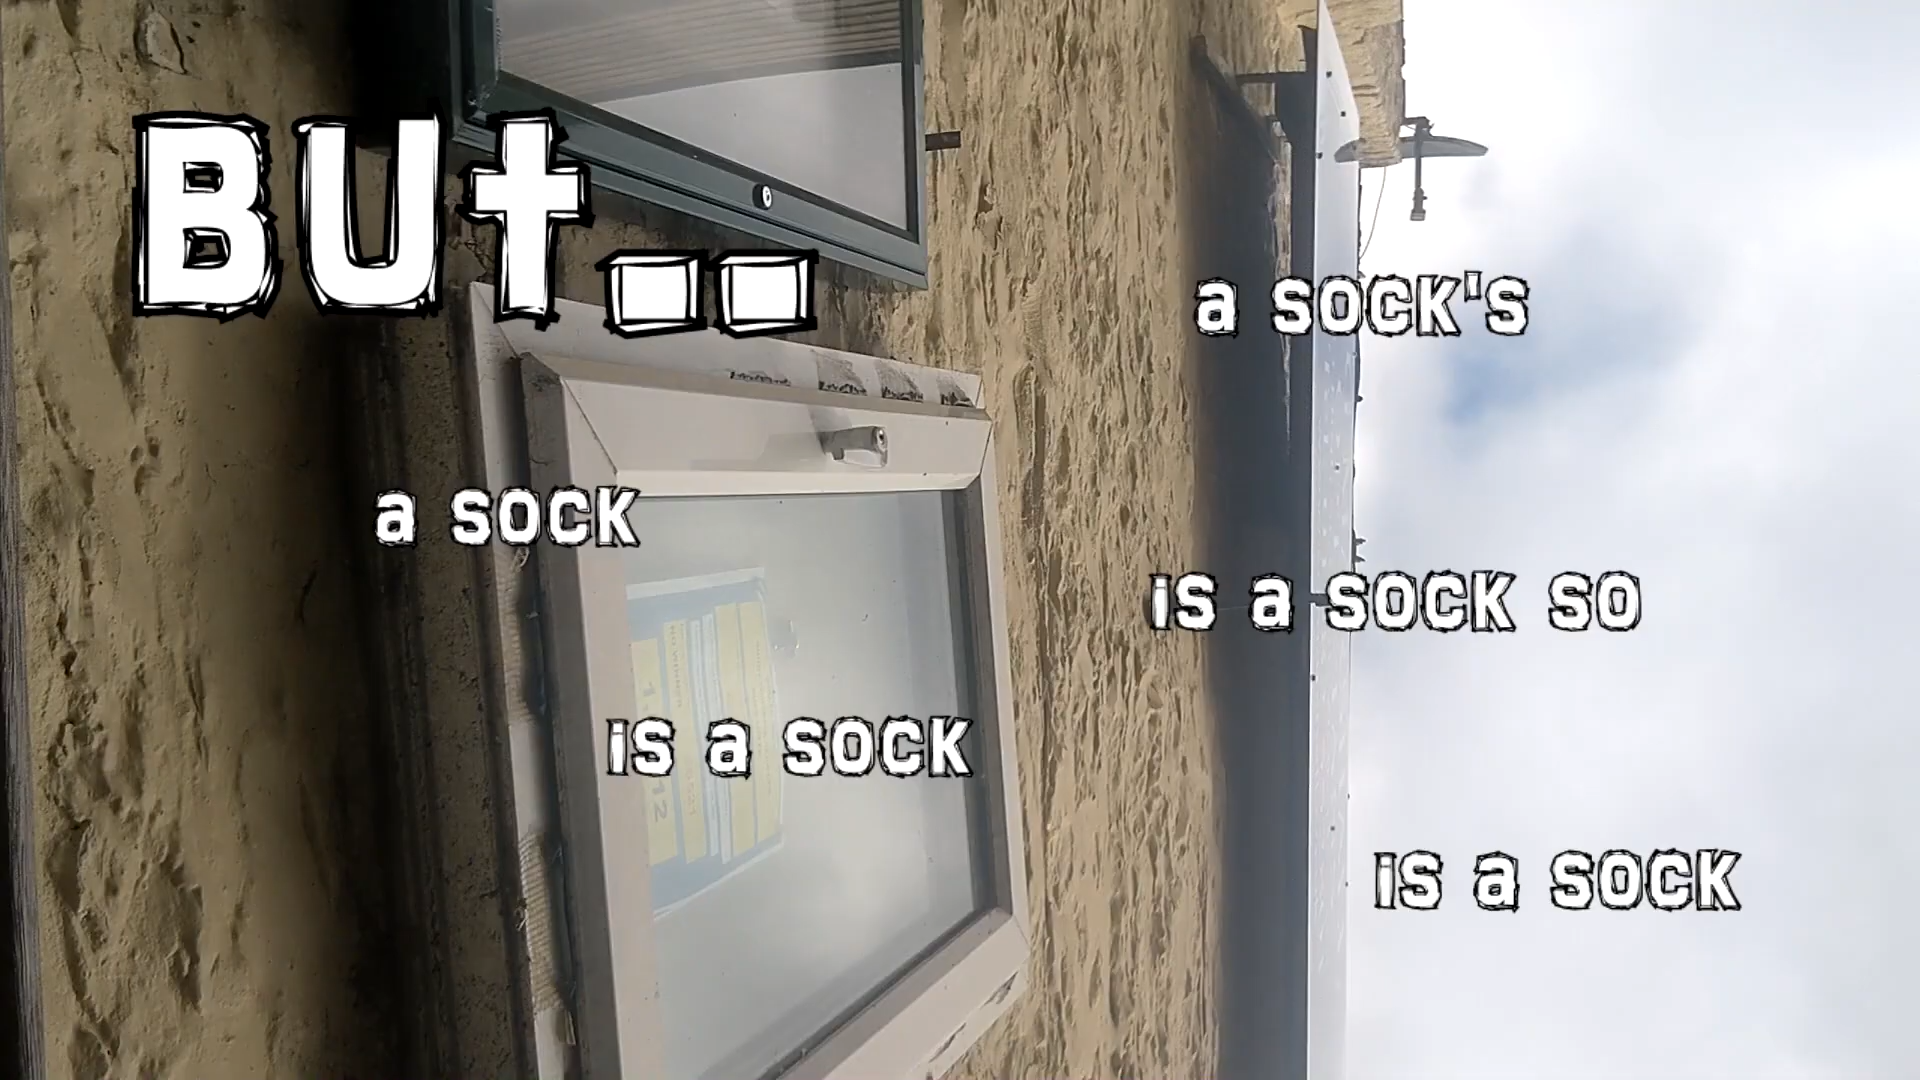 But..
a sock
is a sock
a sock's
is a sock so
is a sock